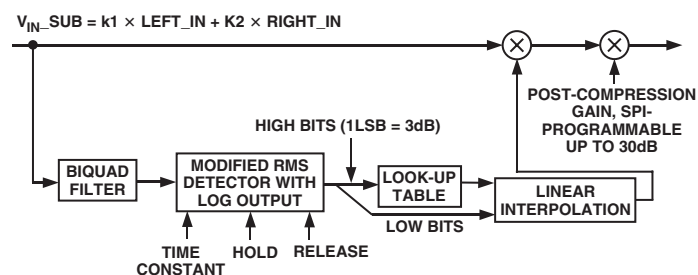 VIN_SUB = k1 × LEFT_IN + K2 × RIGHT_IN
×
×
POST-COMPRESSION
GAIN, SPI-
PROGRAMMABLE
UP TO 30dB
HIGH BITS (1LSB = 3dB)
BIQUAD
FILTER
MODIFIED RMS
DETECTOR WITH
LOG OUTPUT
LOOK-UP
TABLE
LINEAR
INTERPOLATION
LOW BITS
TIME
CONSTANT
HOLD
RELEASE